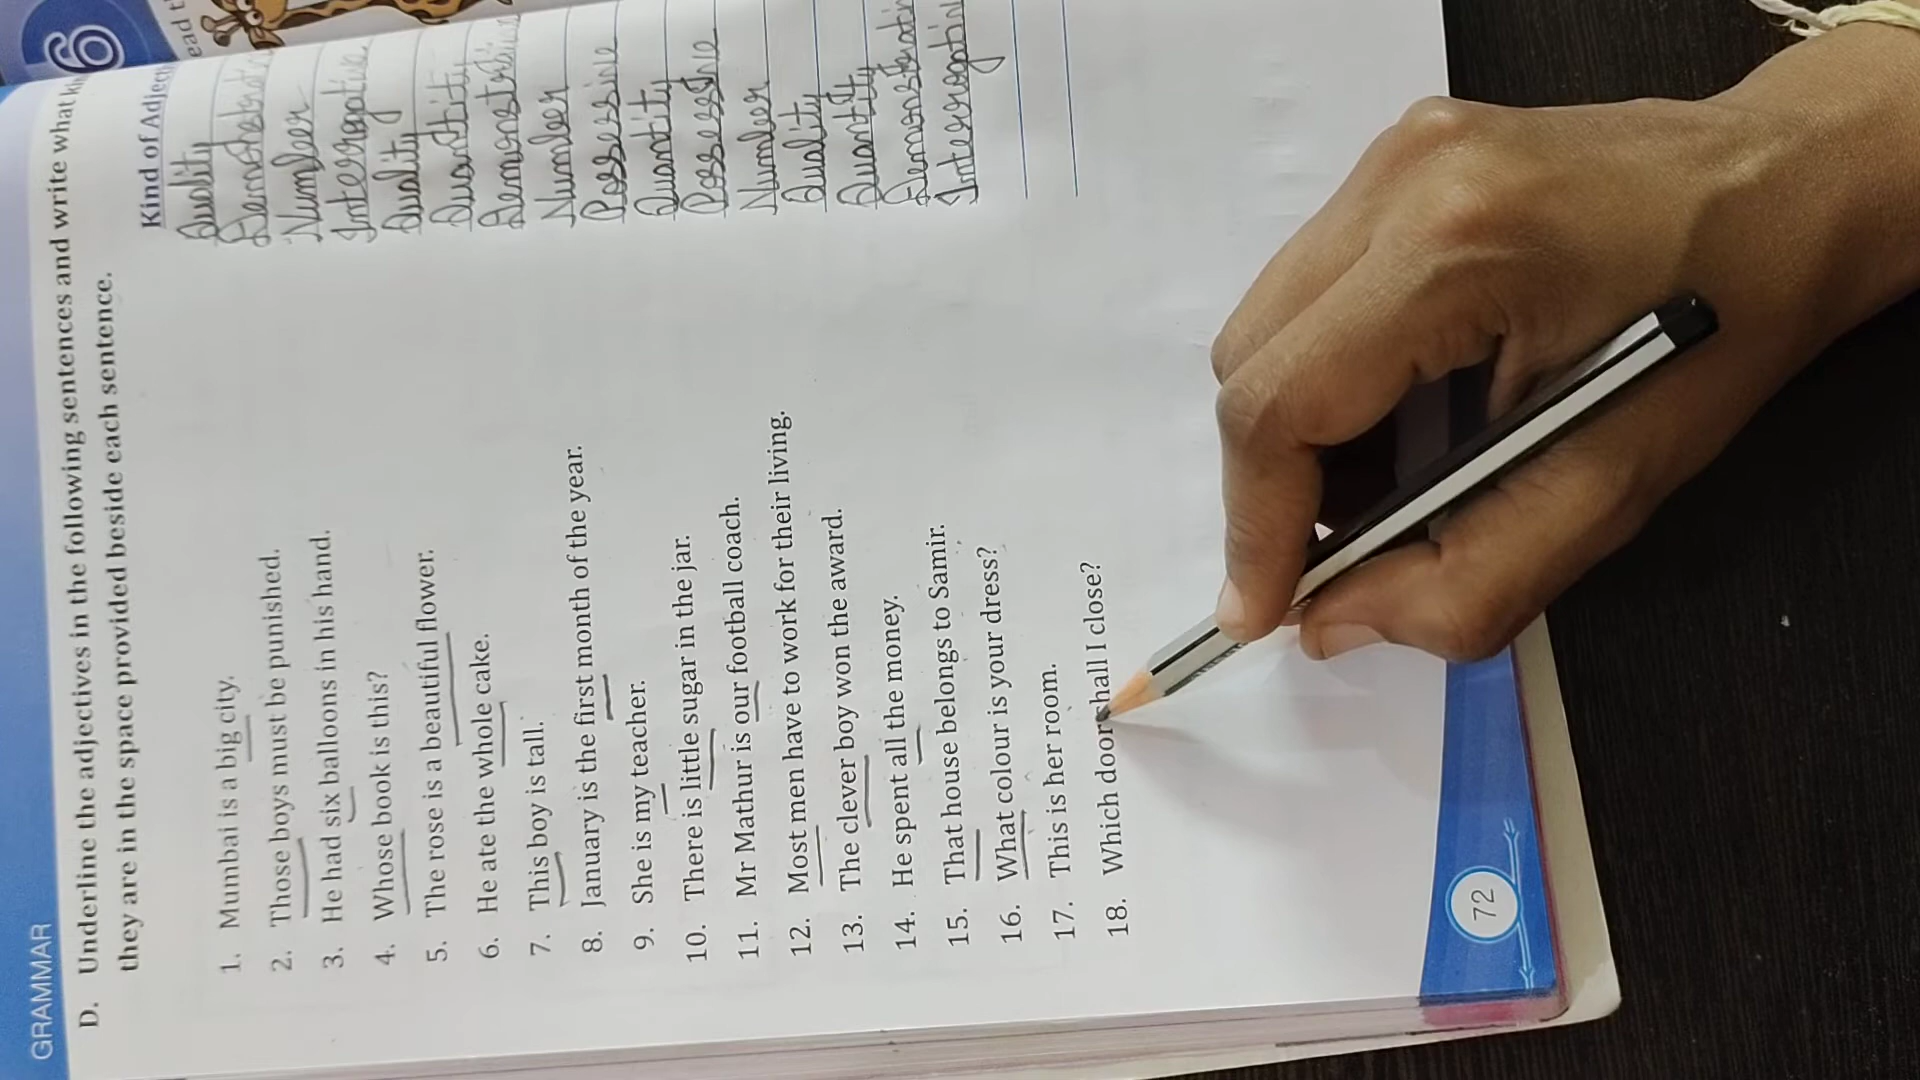 GRAMMAR
6
D. Underline the adjectives in the following sentences and write what
they are in the space provided beside each sentence.
Kind of
1. Mumbai is a big city. Quality
2. Those boys must be punished.
3. He had six balloons in his hand. Number
4. Whose book is this? Interrogative
5. The rose is a beautiful flower. Quality
6. He ate the whole cake. Quantity
7. This boy is tall.
8. January is the first month of the year. Number
9. She is my teacher. Possessive
10. There is little sugar in the jar. Quantity
11. Mr Mathur is our football coach. Possessive
12. Most men have to work for their living. Number
13. The clever boy won the award. Quality
14. He spent all the money. Quantity
15. That house belongs to Samir.
16. What colour is your dress?
17. This is her room.
18. Which door shall I close?
72